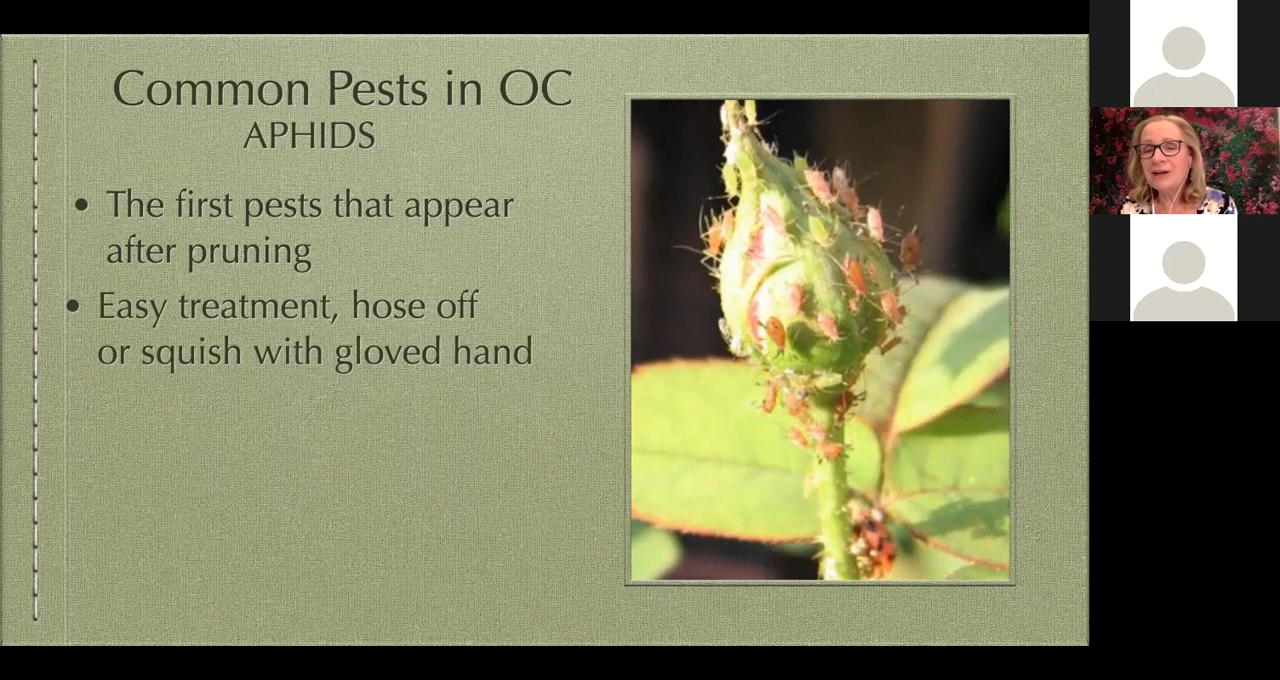 Common Pests in OC
APHIDS
• The first pests that appear
after pruning
• Easy treatment, hose off
or squish with gloved hand